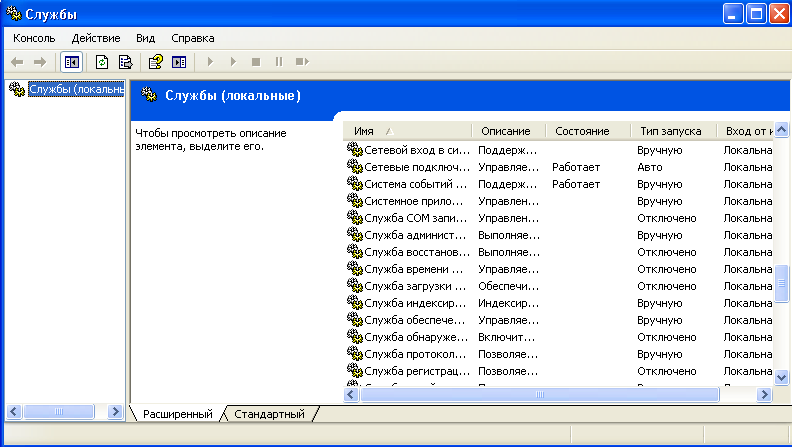 Службы
Консоль Действие Вид Справка
Службы (локальны
Службы (локальные)
Чтобы просмотреть описание
элемента, выделите его.
Имя Описание Состояние Тип запуска Вход от и
Сетевой вход в си... Поддерж... Вручную Локальна
Сетевые подключ... Управляе... Работает Авто Локальна
Система событий ... Поддерж... Работает Вручную Локальна
Системное прило... Управлен... Вручную Локальна
Служба COM запи... Управлен... Отключено Локальна
Служба админист... Выполняе... Вручную Локальна
Служба восстанов... Выполняе... Отключено Локальна
Служба времени ... Управляе... Отключено Локальна
Служба загрузки ... Обеспечи... Отключено Локальна
Служба индексир... Индексир... Вручную Локальна
Служба обеспече... Управляе... Вручную Локальна
Служба обнаруже... Включит... Отключено Локальна
Служба протокол... Позволяе... Вручную Локальна
Служба регистрац... Позволяе... Отключено Локальна
Расширенный Стандартный